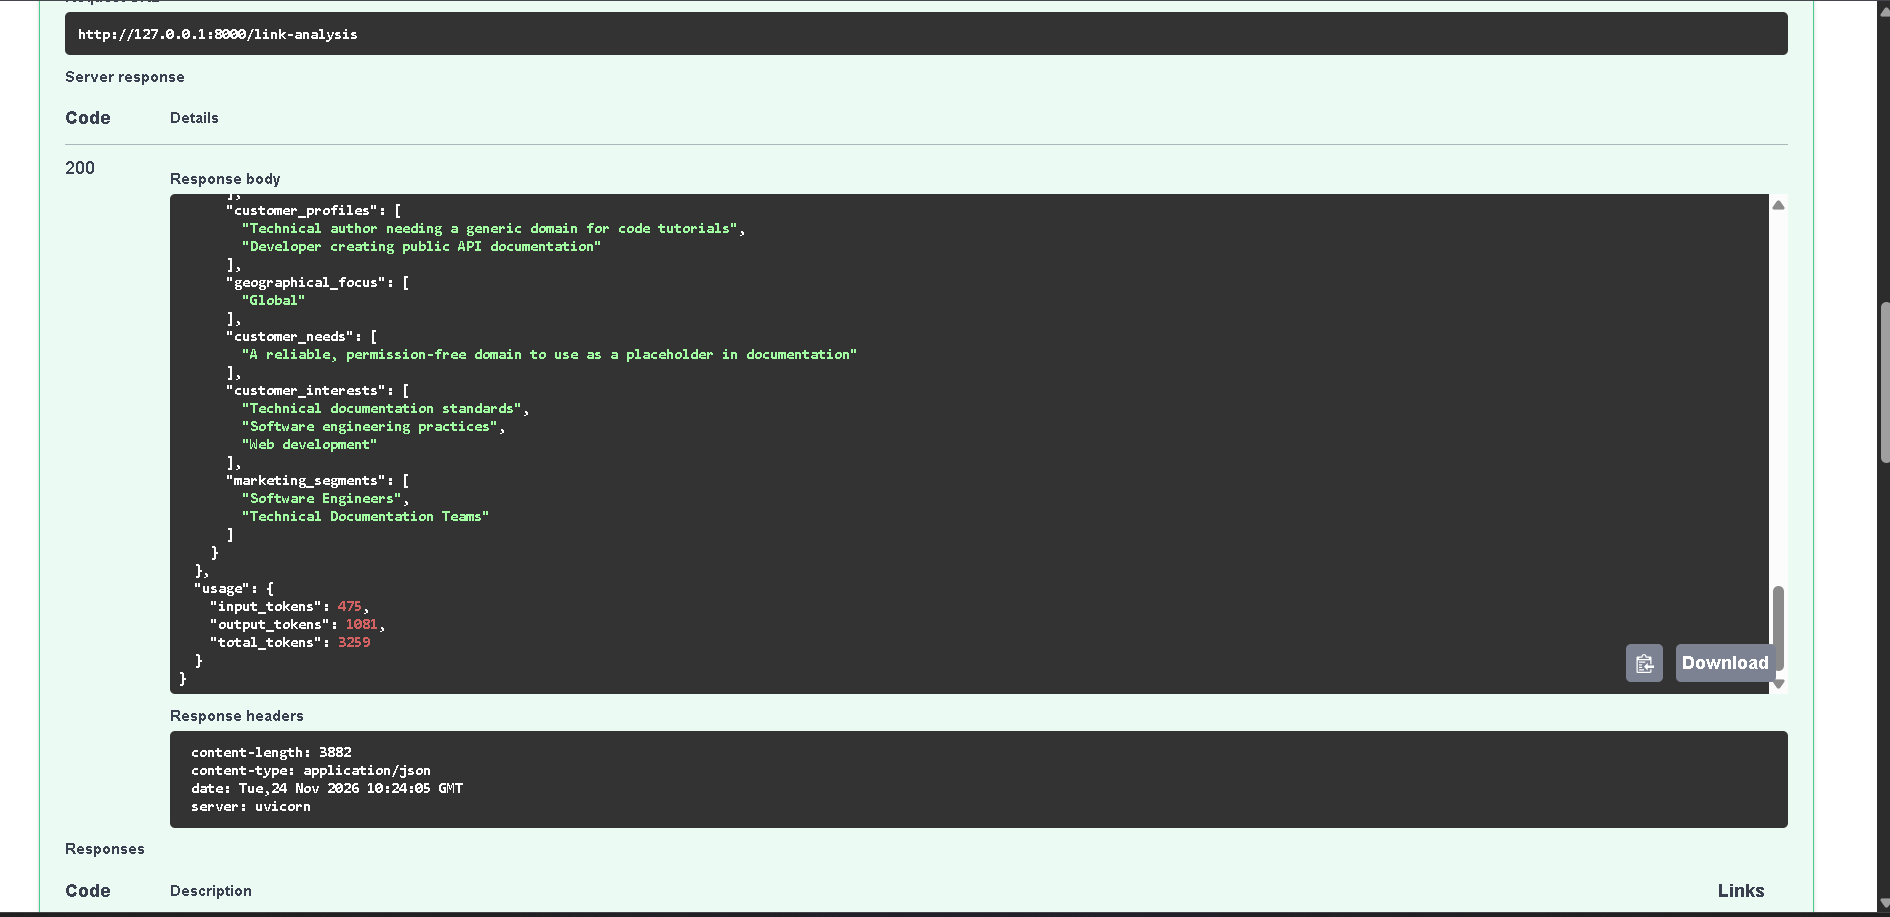 http://127.0.0.1:8000/link-analysis
Server response
Code Details
200
Response body
],
"customer_profiles": [
"Technical author needing a generic domain for code tutorials",
"Developer creating public API documentation"
],
"geographical_focus": [
"Global"
],
"customer_needs": [
"A reliable, permission-free domain to use as a placeholder in documentation"
],
"customer_interests": [
"Technical documentation standards",
"Software engineering practices",
"Web development"
],
"marketing_segments": [
"Software Engineers",
"Technical Documentation Teams"
]
}
},
"usage": {
"input_tokens": 475,
"output_tokens": 1081,
"total_tokens": 3259
}
}
Download
Response headers
content-length: 3882
content-type: application/json
date: Tue,24 Nov 2026 10:24:05 GMT
server: uvicorn
Responses
Code Description Links